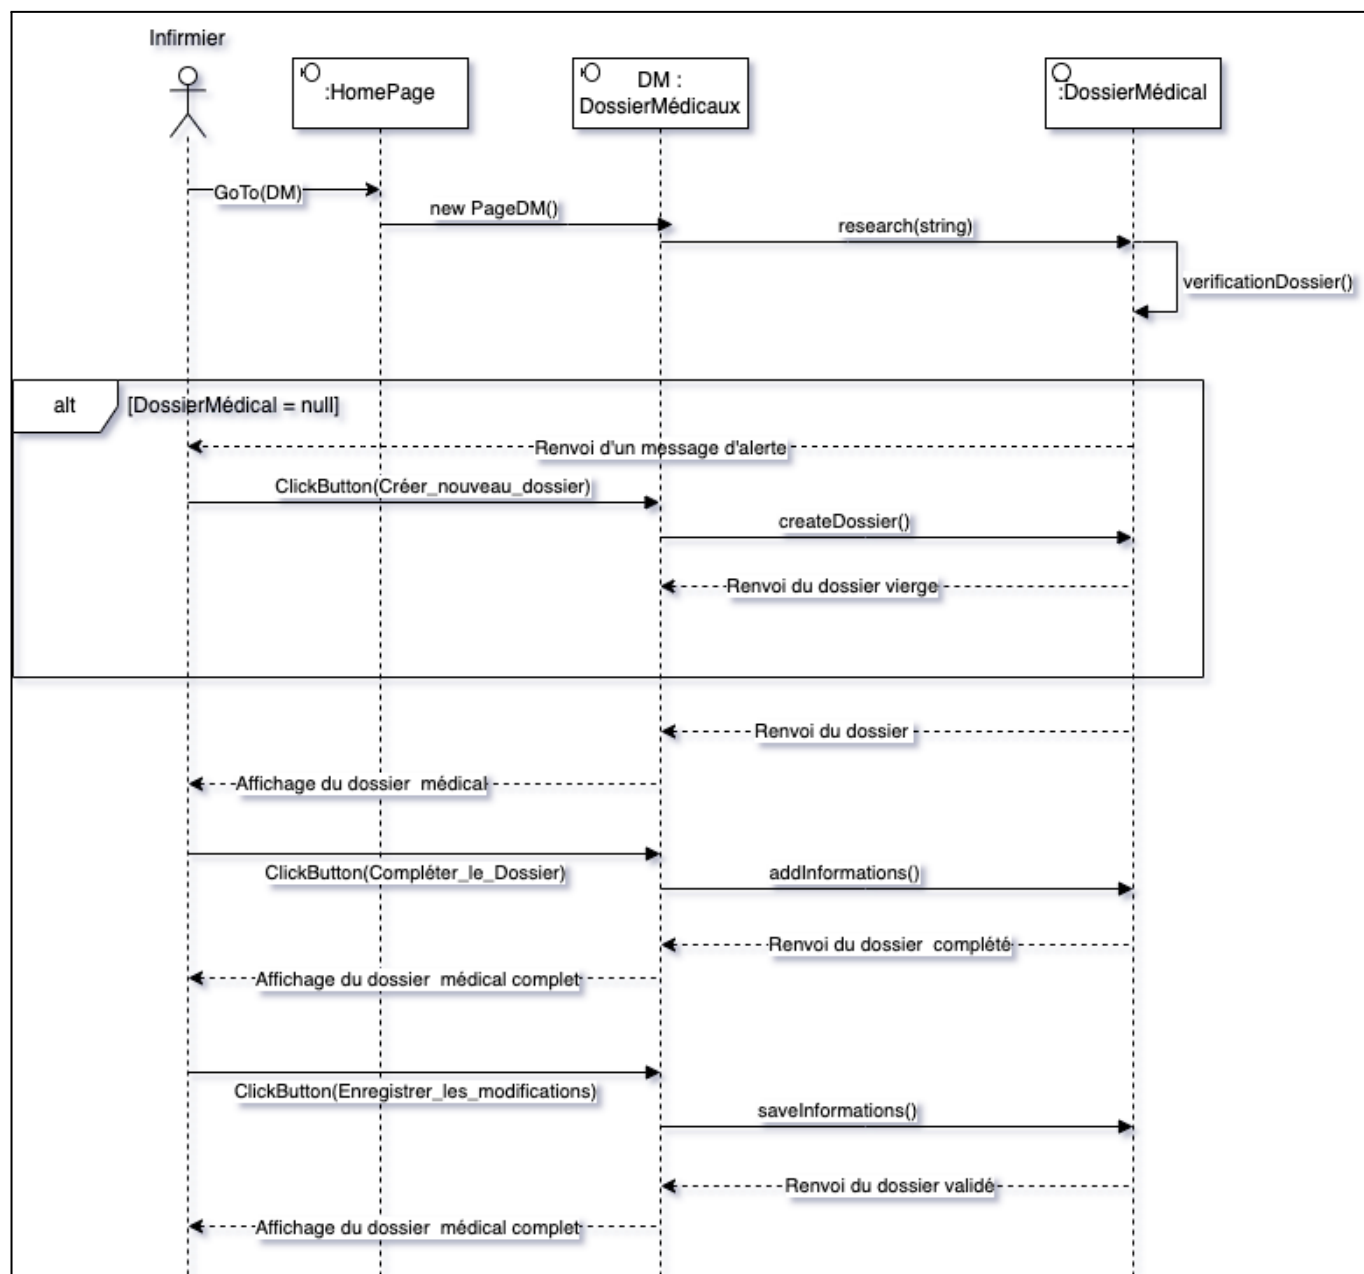 Infirmier
:HomePage
DM :
DossierMédicaux
:DossierMédical
GoTo(DM)
new PageDM()
research(string)
verificationDossier()
alt
[DossierMédical = null]
Renvoi d'un message d'alerte
ClickButton(Créer_nouveau_dossier)
createDossier()
Renvoi du dossier vierge
Renvoi du dossier
Affichage du dossier médical
ClickButton(Compléter_le_Dossier)
addInformations()
Renvoi du dossier complété
Affichage du dossier médical complet
ClickButton(Enregistrer_les_modifications)
saveInformations()
Renvoi du dossier validé
Affichage du dossier médical complet